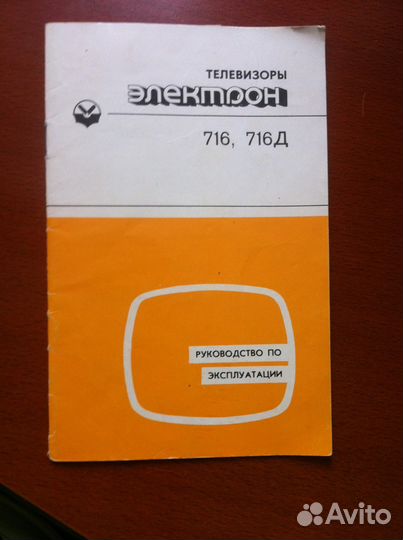 ТЕЛЕВИЗОРЫ
ЭЛЕКТРОН
716, 716Д
РУКОВОДСТВО ПО
ЭКСПЛУАТАЦИИ
Avito